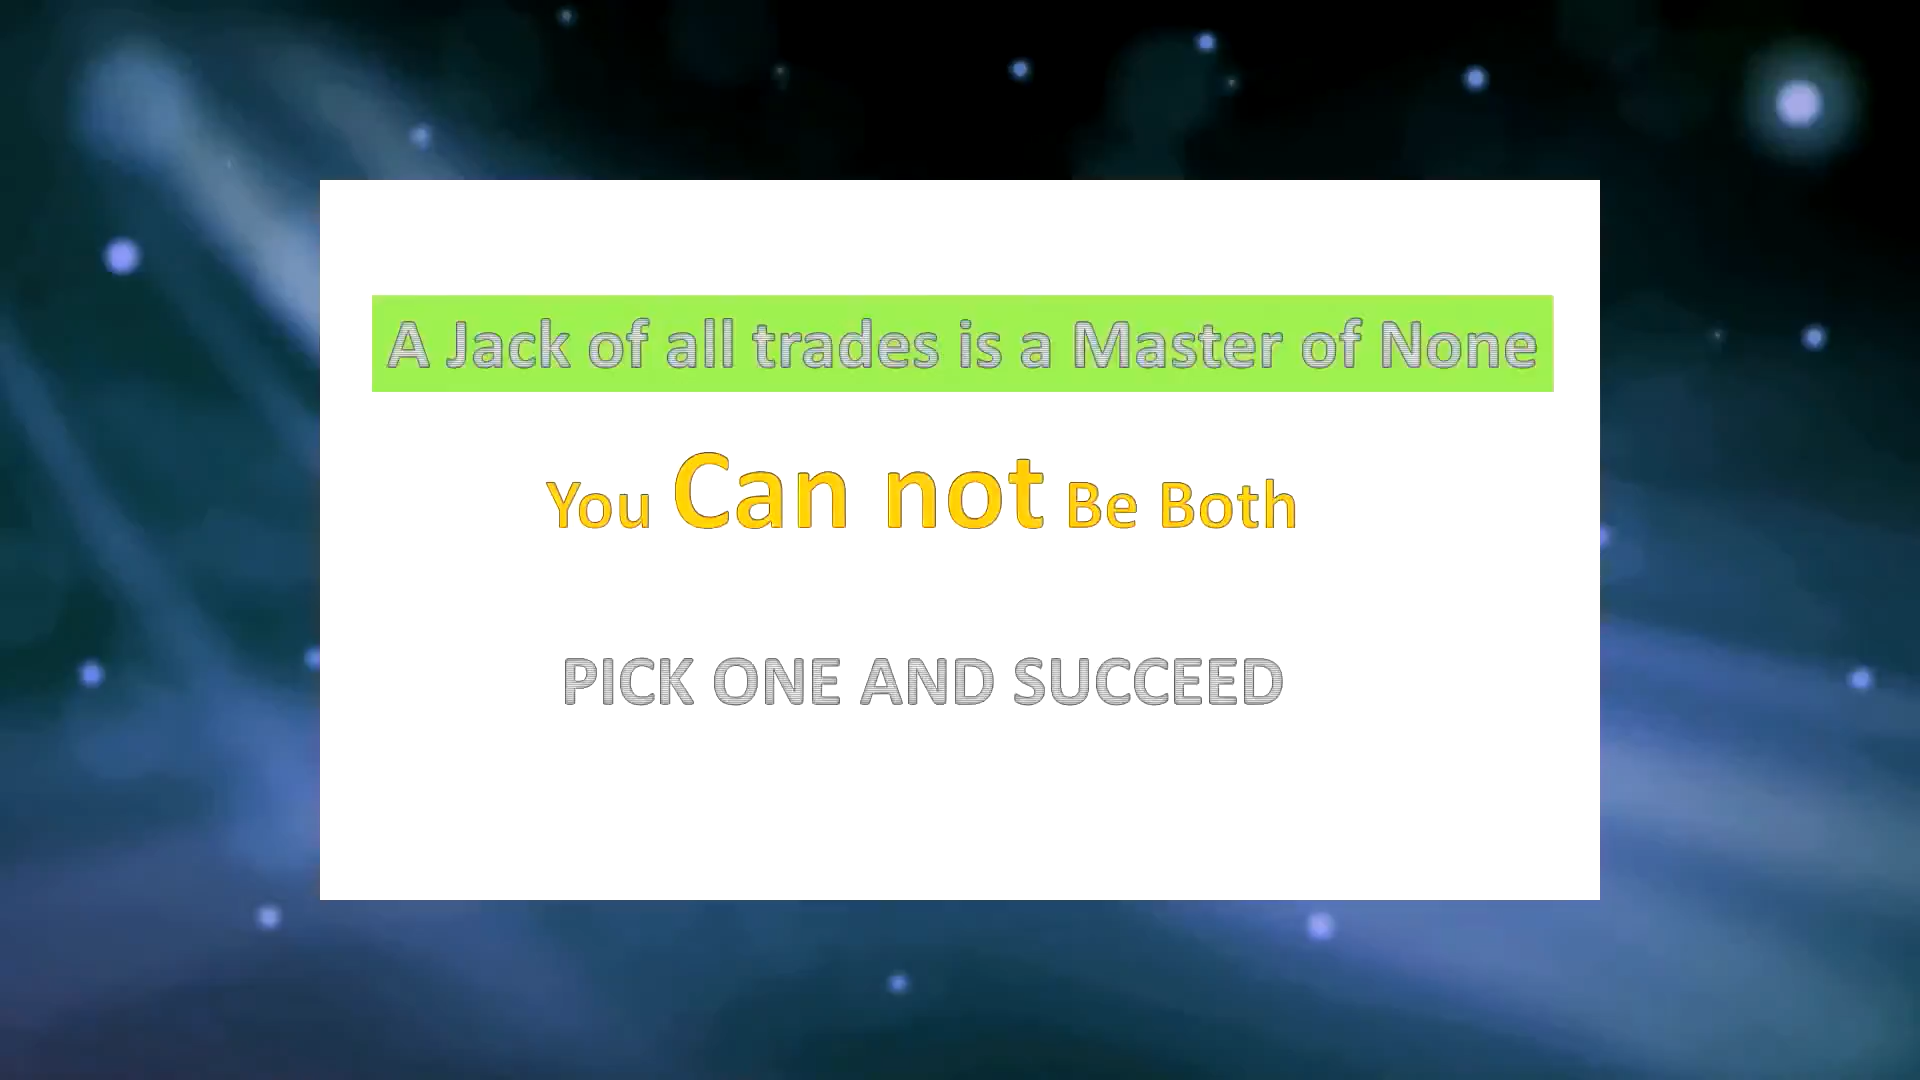 A Jack of all trades is a Master of None
You Can not Be Both
PICK ONE AND SUCCEED